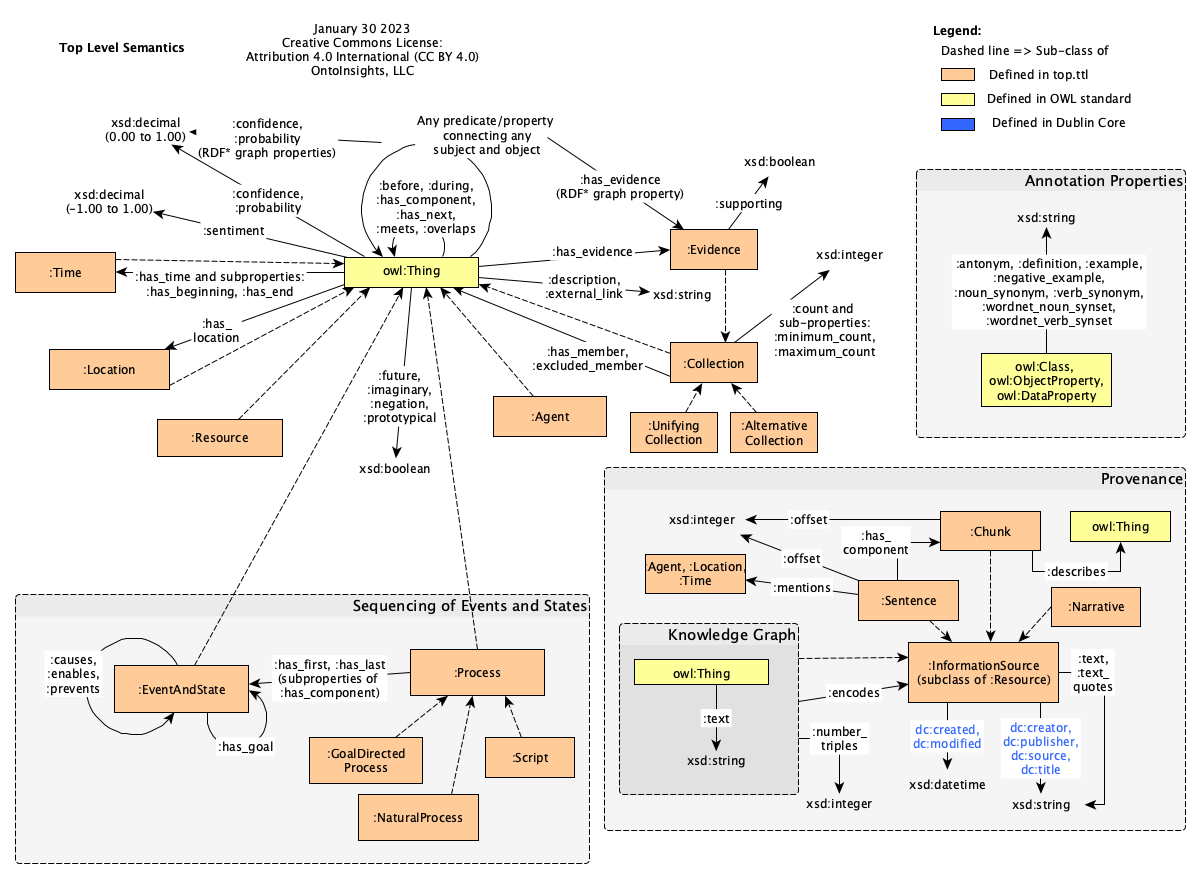 Top Level Semantics
January 30 2023
Creative Commons License:
Attribution 4.0 International (CC BY 4.0)
OntoInsights, LLC
Legend:
Dashed line => Sub-class of
Defined in top.ttl
Defined in OWL standard
Defined in Dublin Core
xsd:decimal
(0.00 to 1.00)
:confidence,
:probability
(RDF* graph properties)
Any predicate/property
connecting any
subject and object
:has_evidence
(RDF* graph property)
xsd:boolean
:supporting
xsd:decimal
(-1.00 to 1.00)
:confidence,
:probability
:sentiment
:before, :during,
:has_component,
:has_next,
:meets, :overlaps
:Time
:has_time and subproperties:
:has_beginning, :has_end
owl:Thing
:has_evidence
:Evidence
:description,
:external_link
xsd:string
xsd:integer
:count and
sub-properties:
:minimum_count,
:maximum_count
:has_
location
:Location
:Resource
:future,
:imaginary,
:negation,
:prototypical
xsd:boolean
:has_member,
:excluded_member
:Collection
:Agent
:Unifying
Collection
:Alternative
Collection
Annotation Properties
xsd:string
:antonym, :definition, :example,
:negative_example,
:noun_synonym, :verb_synonym,
:wordnet_noun_synset,
:wordnet_verb_synset
owl:Class,
owl:ObjectProperty,
owl:DataProperty
Sequencing of Events and States
:causes,
:enables,
:prevents
:EventAndState
:has_goal
:has_first, :has_last
(subproperties of
:has_component)
:Process
:GoalDirected
Process
:Script
:NaturalProcess
Provenance
xsd:integer
:offset
:Chunk
owl:Thing
:has_
component
:describes
:offset
:Agent, :Location,
:Time
:mentions
:Sentence
:Narrative
Knowledge Graph
owl:Thing
:text
xsd:string
:InformationSource
(subclass of :Resource)
:text,
:text_
quotes
:encodes
:number_
triples
xsd:integer
dc:created,
dc:modified
xsd:datetime
dc:creator,
dc:publisher,
dc:source,
dc:title
xsd:string